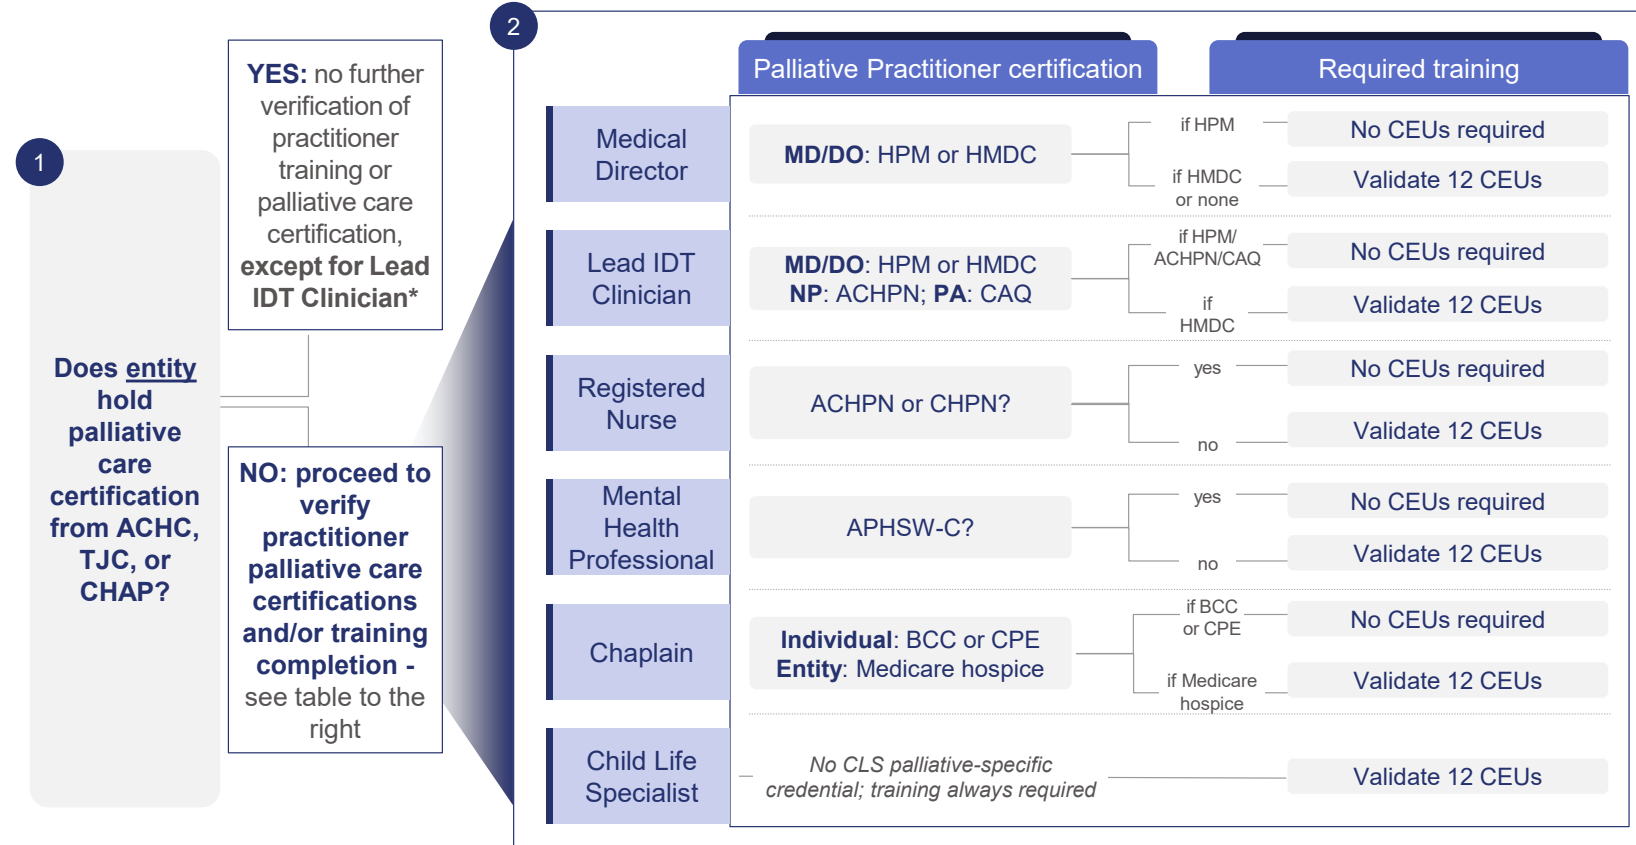 1
Does entity
hold
palliative
care
certification
from ACHC,
TJC, or
CHAP?
YES: no further
verification of
practitioner
training or
palliative care
certification,
except for Lead
IDT Clinician*
NO: proceed to
verify
practitioner
palliative care
certifications
and/or training
completion -
see table to the
right
2
Palliative Practitioner certification
Required training
Medical
Director
MD/DO: HPM or HMDC
if HPM
No CEUs required
if HMDC
or none
Validate 12 CEUs
Lead IDT
Clinician
MD/DO: HPM or HMDC
NP: ACHPN; PA: CAQ
if HPM/
ACHPN/CAQ
No CEUs required
if
HMDC
Validate 12 CEUs
Registered
Nurse
ACHPN or CHPN?
yes
No CEUs required
no
Validate 12 CEUs
Mental
Health
Professional
APHSW-C?
yes
No CEUs required
no
Validate 12 CEUs
Chaplain
Individual: BCC or CPE
Entity: Medicare hospice
if BCC
or CPE
No CEUs required
if Medicare
hospice
Validate 12 CEUs
Child Life
Specialist
No CLS palliative-specific
credential; training always required
Validate 12 CEUs